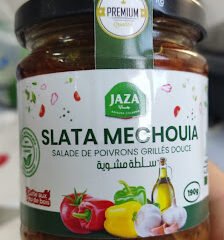 PREMIUM
JAZA
SLATA MECHOUIA
SALADE DE POIVRONS GRILLÉS DOUCE
سلطة مشوية
190g